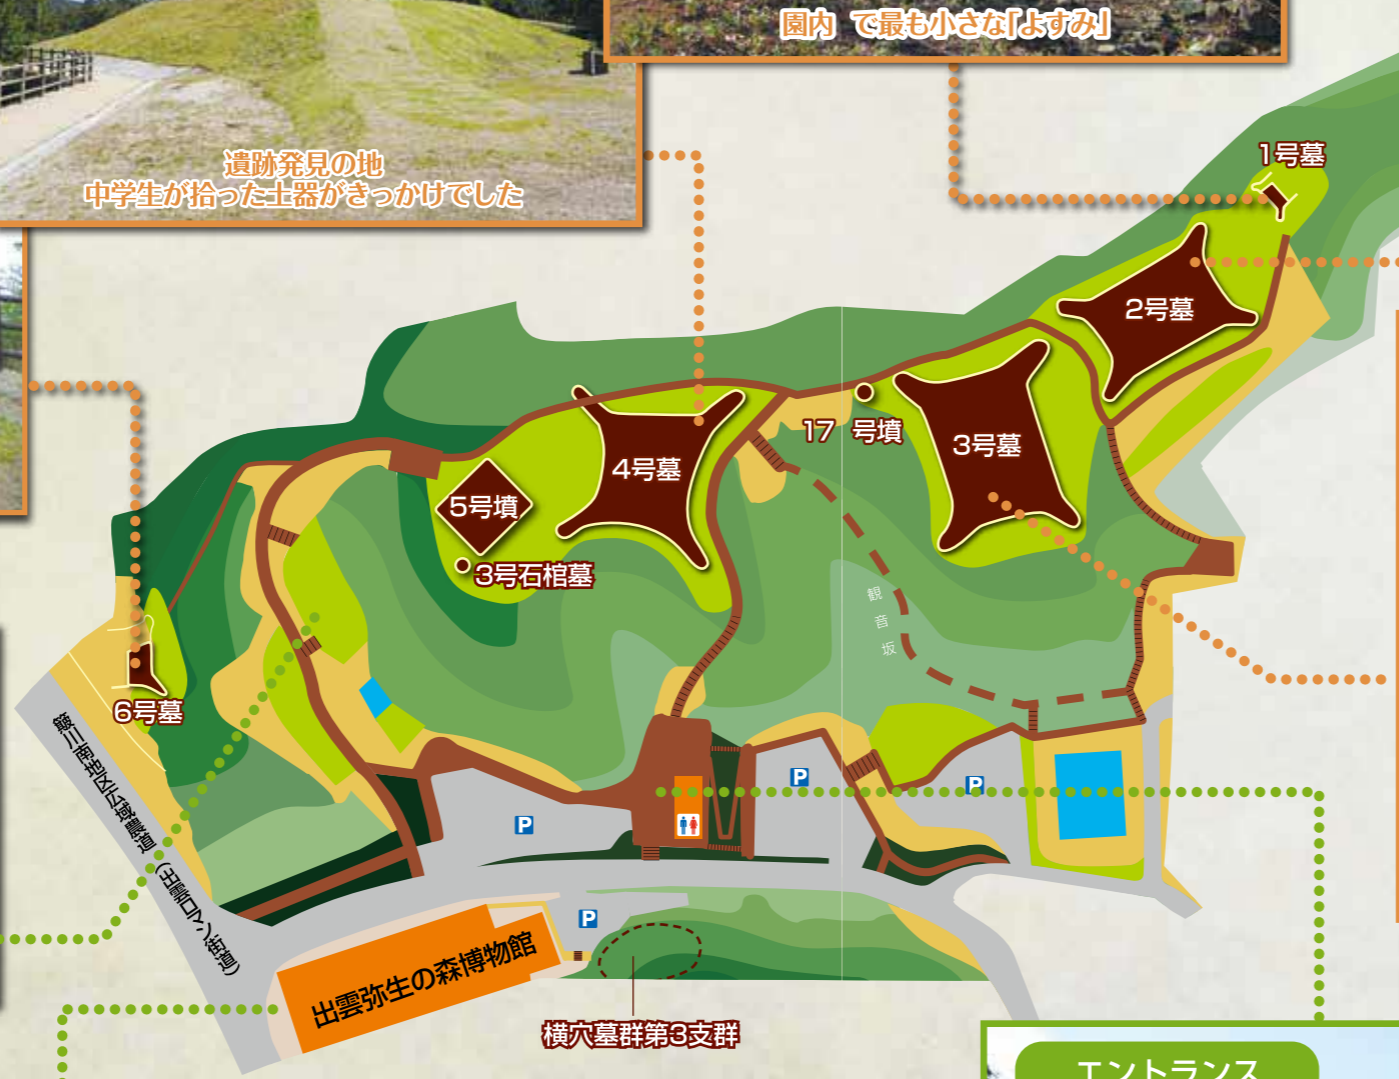 園内 で最も小さな「よすみ」
遺跡発見の地
中学生が拾った土器がきっかけでした
1号墓
2号墓
17 号墳
3号墓
4号墓
5号墳
3号石棺墓
観音坂
6号墓
簸川南地区広域農道(出雲ロマン街道)
P
P
P
P
出雲弥生の森博物館
横穴墓群第3支群
エントランス